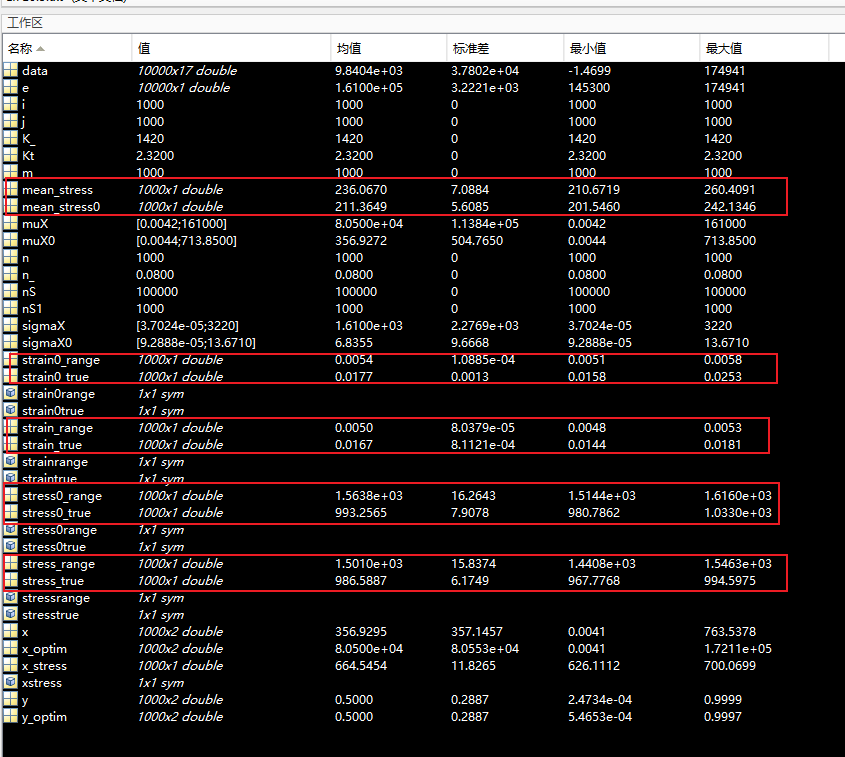 工作区
名称 值 均值 标准差 最小值 最大值
data 10000x17 double 9.8404e+03 3.7802e+04 -1.4699 174941
e 10000x1 double 1.6100e+05 3.2221e+03 145300 174941
i 1000 1000 0 1000 1000
j 1000 1000 0 1000 1000
K_ 1420 1420 0 1420 1420
Kt 2.3200 2.3200 0 2.3200 2.3200
m 1000 1000 0 1000 1000
mean_stress 1000x1 double 236.0670 7.0884 210.6719 260.4091
mean_stress0 1000x1 double 211.3649 5.6085 201.5460 242.1346
muX [0.0042;161000] 8.0500e+04 1.1384e+05 0.0042 161000
muX0 [0.0044;713.8500] 356.9272 504.7650 0.0044 713.8500
n 1000 1000 0 1000 1000
n_ 0.0800 0.0800 0 0.0800 0.0800
nS 100000 100000 0 100000 100000
nS1 1000 1000 0 1000 1000
sigmaX [3.7024e-05;3220] 1.6100e+03 2.2769e+03 3.7024e-05 3220
sigmaX0 [9.2888e-05;13.6710] 6.8355 9.6668 9.2888e-05 13.6710
strain0_range 1000x1 double 0.0054 1.0885e-04 0.0051 0.0058
strain0_true 1000x1 double 0.0177 0.0013 0.0158 0.0253
strain0range 1x1 sym
strain0true 1x1 sym
strain_range 1000x1 double 0.0050 8.0379e-05 0.0048 0.0053
strain_true 1000x1 double 0.0167 8.1121e-04 0.0144 0.0181
strainrange 1x1 sym
straintrue 1x1 sym
stress0_range 1000x1 double 1.5638e+03 16.2643 1.5144e+03 1.6160e+03
stress0_true 1000x1 double 993.2565 7.9078 980.7862 1.0330e+03
stress0range 1x1 sym
stress0true 1x1 sym
stress_range 1000x1 double 1.5010e+03 15.8374 1.4408e+03 1.5463e+03
stress_true 1000x1 double 986.5887 6.1749 967.7768 994.5975
stressrange 1x1 sym
stresstrue 1x1 sym
x 1000x2 double 356.9295 357.1457 0.0041 763.5378
x_optim 1000x2 double 8.0500e+04 8.0553e+04 0.0041 1.7211e+05
x_stress 1000x1 double 664.5454 11.8265 626.1112 700.0699
xstress 1x1 sym
y 1000x2 double 0.5000 0.2887 2.4734e-04 0.9999
y_optim 1000x2 double 0.5000 0.2887 5.4653e-04 0.9997